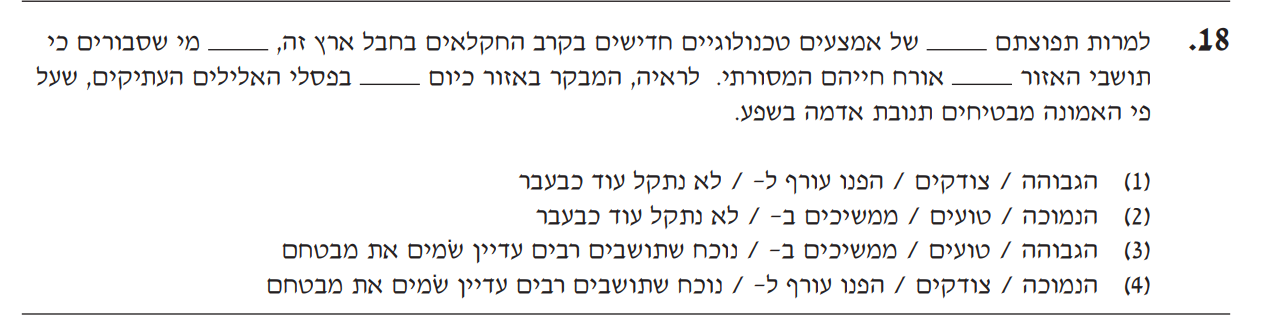 18. למרות תפוצתם _____ של אמצעים טכנולוגיים חדישים בקרב החקלאים בחבל ארץ זה, _____ מי שסבורים כי
תושבי האזור _____ אורח חייהם המסורתי. לראיה, המבקר באזור כיום _____ בפסלי האלילים העתיקים, שעל
פי האמונה מבטיחים תנובת אדמה בשפע.
(1) הגבוהה / צודקים / הפנו עורף ל- / לא נתקל עוד כבעבר
(2) הנמוכה / טועים / ממשיכים ב- / לא נתקל עוד כבעבר
(3) הגבוהה / טועים / ממשיכים ב- / נוכח שתושבים רבים עדיין שׂמים את מבטחם
(4) הנמוכה / צודקים / הפנו עורף ל- / נוכח שתושבים רבים עדיין שׂמים את מבטחם